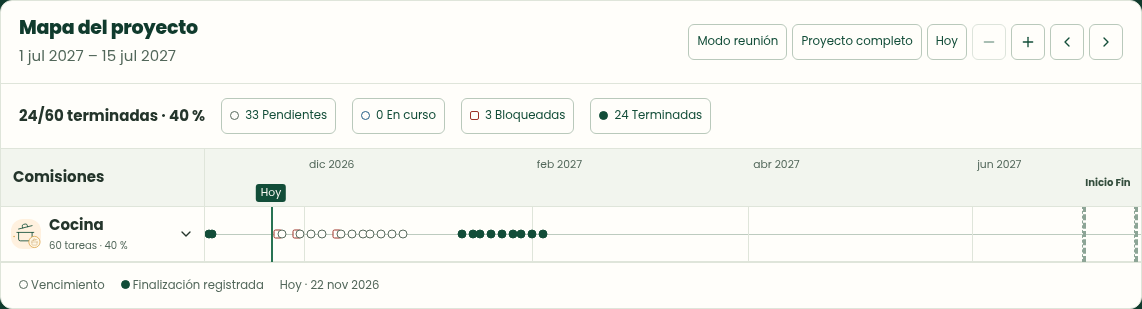 Mapa del proyecto
1 jul 2027 – 15 jul 2027
Modo reunión
Proyecto completo
Hoy
24/60 terminadas · 40 %
33 Pendientes
0 En curso
3 Bloqueadas
24 Terminadas
Comisiones
dic 2026
feb 2027
abr 2027
jun 2027
Hoy
Inicio Fin
Cocina
60 tareas · 40 %
Vencimiento
Finalización registrada
Hoy · 22 nov 2026